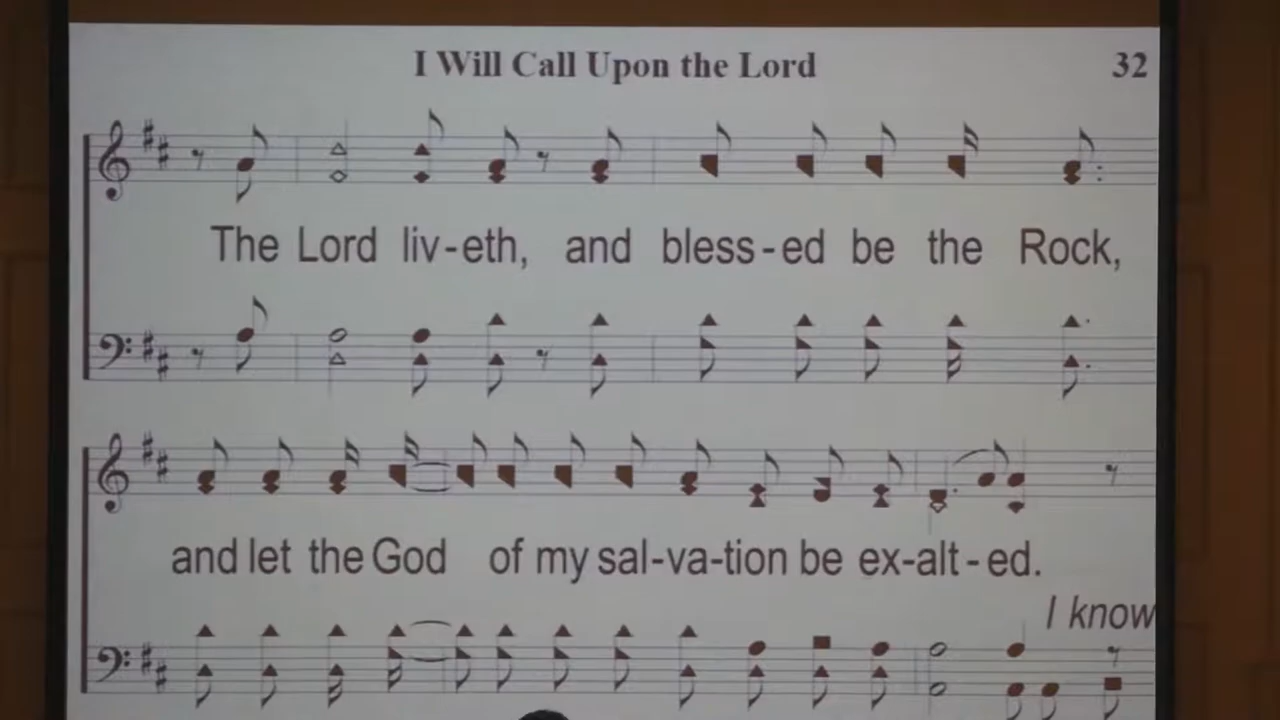 I Will Call Upon the Lord 32
The Lord liv-eth, and bless-ed be the Rock,
and let the God of my sal-va-tion be ex-alt-ed.
I know